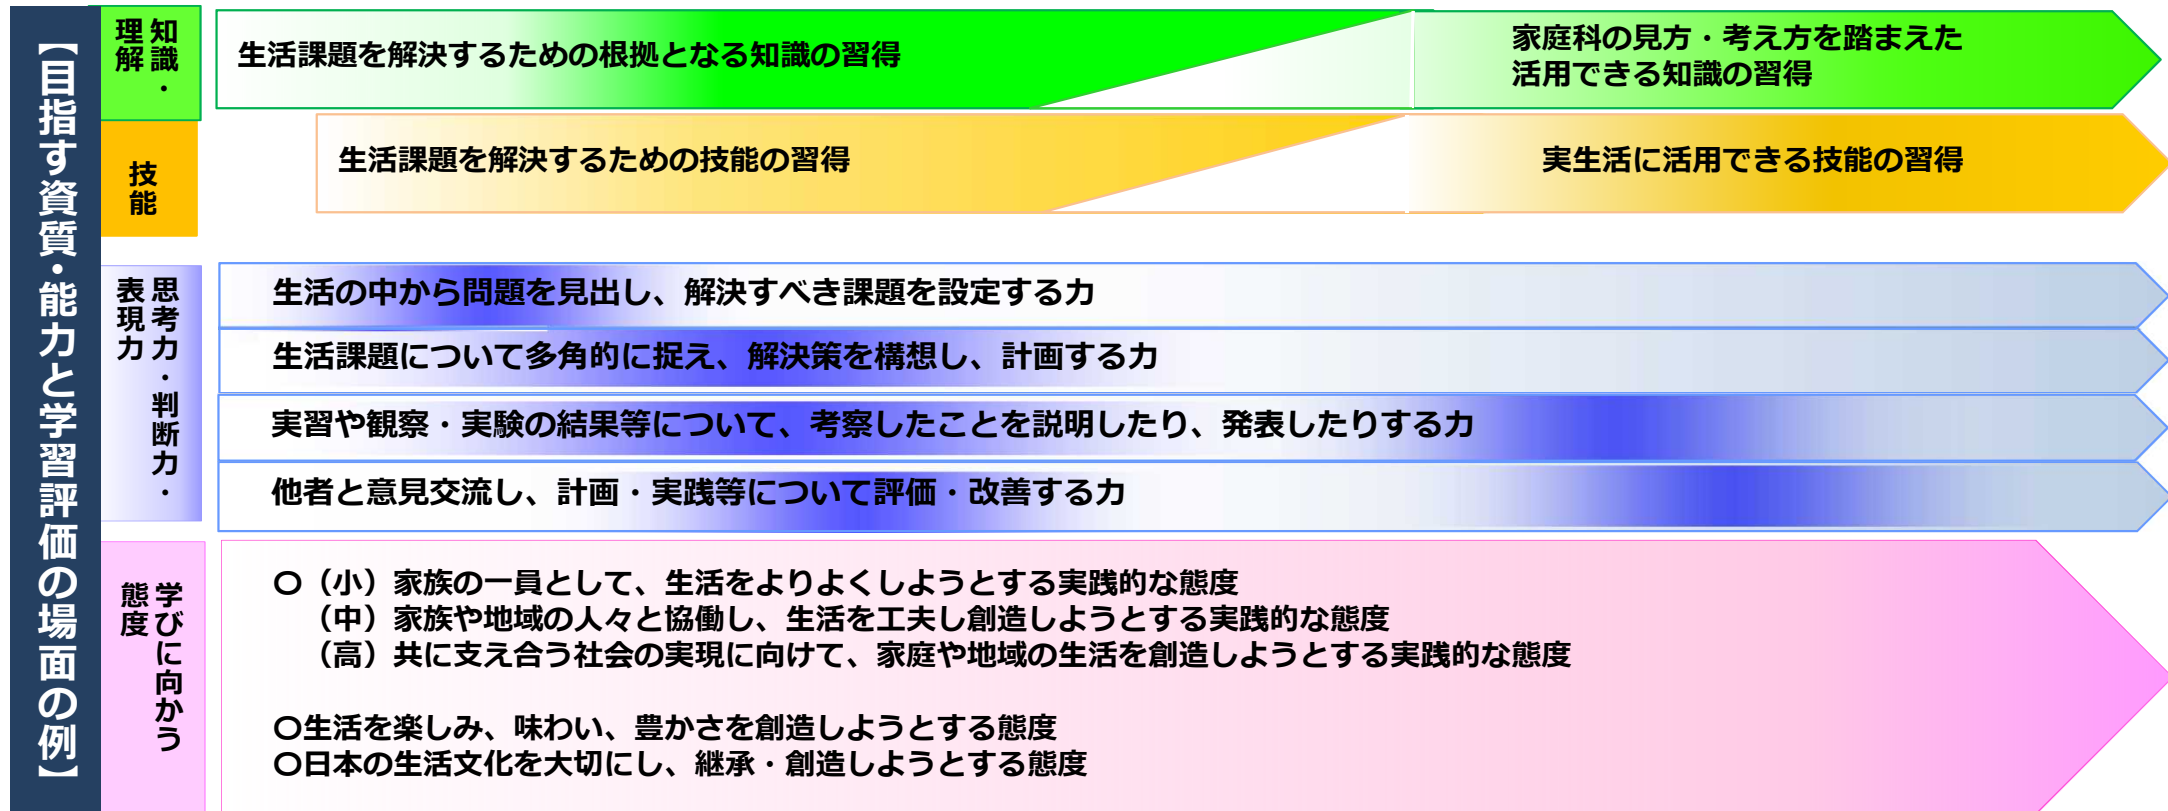 【目指す資質・能力と学習評価の場面の例】
知識・
理解
生活課題を解決するための根拠となる知識の習得
家庭科の見方・考え方を踏まえた
活用できる知識の習得
技能
生活課題を解決するための技能の習得
実生活に活用できる技能の習得
思考力・判断力・
表現力
生活の中から問題を見出し、解決すべき課題を設定する力
生活課題について多角的に捉え、解決策を構想し、計画する力
実習や観察・実験の結果等について、考察したことを説明したり、発表したりする力
他者と意見交流し、計画・実践等について評価・改善する力
学びに向かう
態度
〇（小）家族の一員として、生活をよりよくしようとする実践的な態度
（中）家族や地域の人々と協働し、生活を工夫し創造しようとする実践的な態度
（高）共に支え合う社会の実現に向けて、家庭や地域の生活を創造しようとする実践的な態度
〇生活を楽しみ、味わい、豊かさを創造しようとする態度
〇日本の生活文化を大切にし、継承・創造しようとする態度